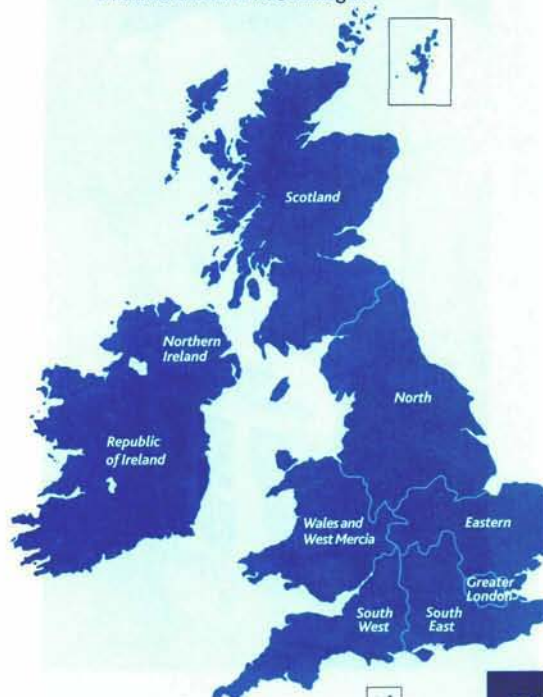 Scotland
Northern
Ireland
North
Republic
of Ireland
Wales and
West Mercia
Eastern
Greater
London
South
West
South
East